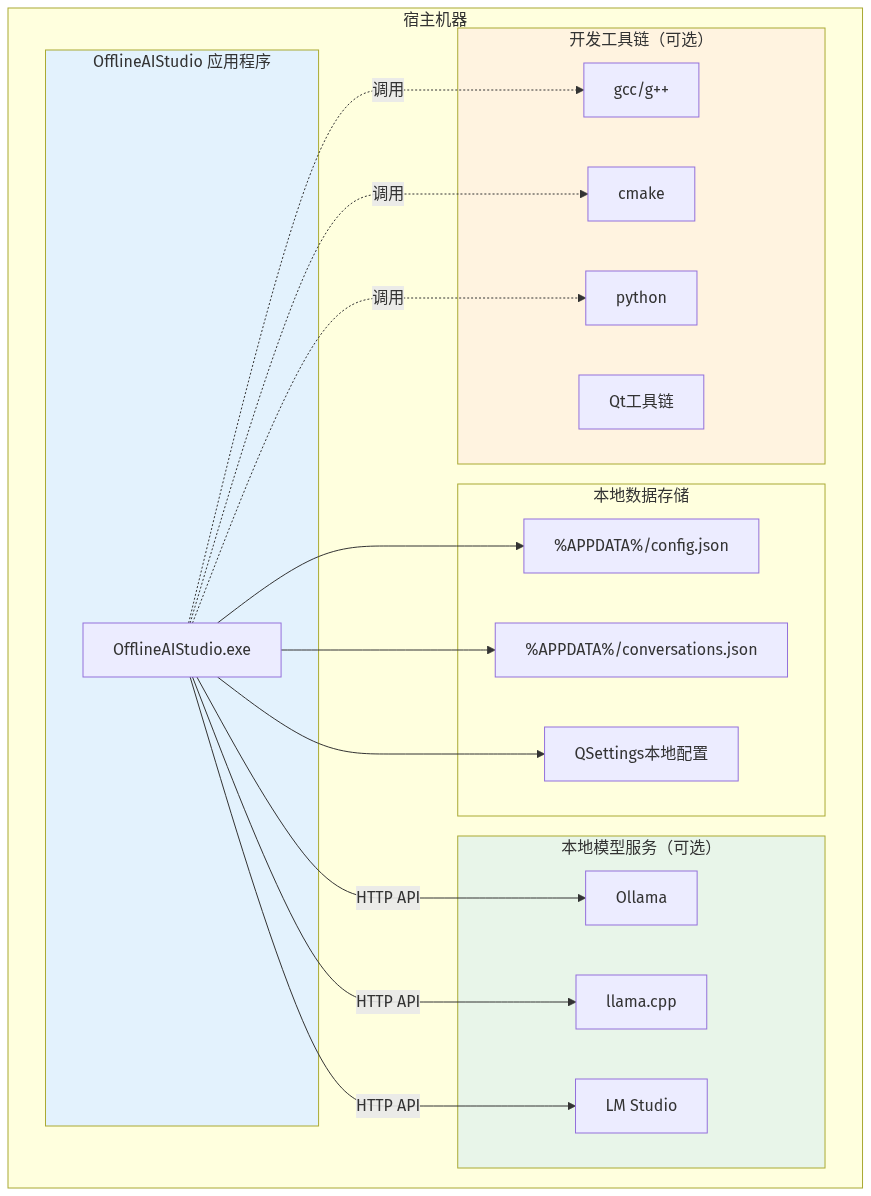 宿主机器
OfflineAIStudio 应用程序
OfflineAIStudio.exe
调用
调用
调用
HTTP API
HTTP API
HTTP API
开发工具链（可选）
gcc/g++
cmake
python
Qt工具链
本地数据存储
%APPDATA%/config.json
%APPDATA%/conversations.json
QSettings本地配置
本地模型服务（可选）
Ollama
llama.cpp
LM Studio